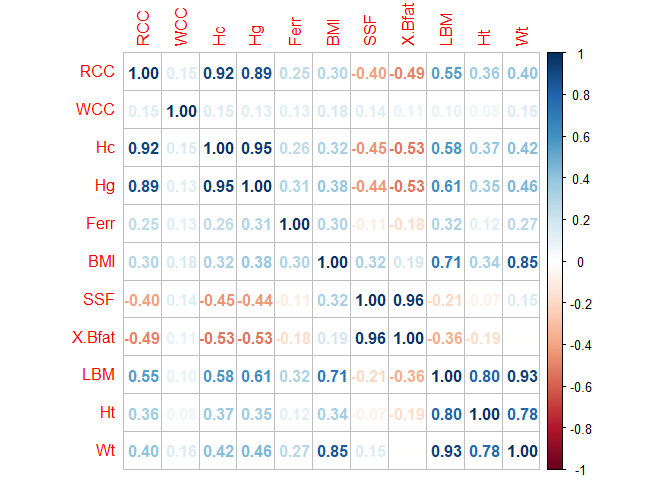 RCC WCC Hc Hg Ferr BMI SSF X.Bfat LBM Ht Wt
RCC 1.00 0.15 0.92 0.89 0.25 0.30 -0.40 -0.49 0.55 0.36 0.40
WCC 0.15 1.00 0.15 0.13 0.13 0.18 0.14 0.11 0.10 0.08 0.16
Hc 0.92 0.15 1.00 0.95 0.26 0.32 -0.45 -0.53 0.58 0.37 0.42
Hg 0.89 0.13 0.95 1.00 0.31 0.38 -0.44 -0.53 0.61 0.35 0.46
Ferr 0.25 0.13 0.26 0.31 1.00 0.30 -0.11 -0.18 0.32 0.12 0.27
BMI 0.30 0.18 0.32 0.38 0.30 1.00 0.32 0.19 0.71 0.34 0.85
SSF -0.40 0.14 -0.45 -0.44 -0.11 0.32 1.00 0.96 -0.21 -0.07 0.15
X.Bfat -0.49 0.11 -0.53 -0.53 -0.18 0.19 0.96 1.00 -0.36 -0.19
LBM 0.55 0.10 0.58 0.61 0.32 0.71 -0.21 -0.36 1.00 0.80 0.93
Ht 0.36 0.08 0.37 0.35 0.12 0.34 -0.07 -0.19 0.80 1.00 0.78
Wt 0.40 0.16 0.42 0.46 0.27 0.85 0.15 0.93 0.78 1.00
1
0.8
0.6
0.4
0.2
0
-0.2
-0.4
-0.6
-0.8
-1